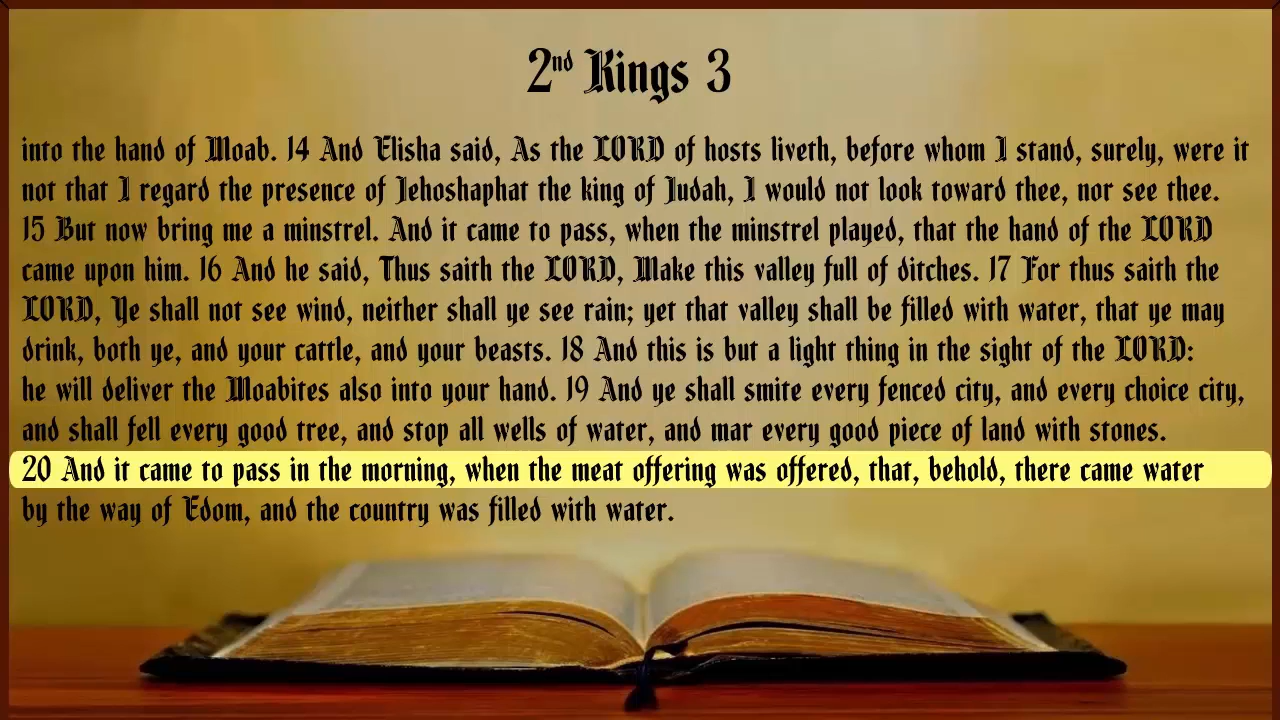 2nd Kings 3
into the hand of Moab. 14 And Elisha said, As the LORD of hosts liveth, before whom I stand, surely, were it
not that I regard the presence of Jehoshaphat the king of Judah, I would not look toward thee, nor see thee.
15 But now bring me a minstrel. And it came to pass, when the minstrel played, that the hand of the LORD
came upon him. 16 And he said, Thus saith the LORD, Make this valley full of ditches. 17 For thus saith the
LORD, Ye shall not see wind, neither shall ye see rain; yet that valley shall be filled with water, that ye may
drink, both ye, and your cattle, and your beasts. 18 And this is but a light thing in the sight of the LORD:
he will deliver the Moabites also into your hand. 19 And ye shall smite every fenced city, and every choice city,
and shall fell every good tree, and stop all wells of water, and mar every good piece of land with stones.
20 And it came to pass in the morning, when the meat offering was offered, that, behold, there came water
by the way of Edom, and the country was filled with water.